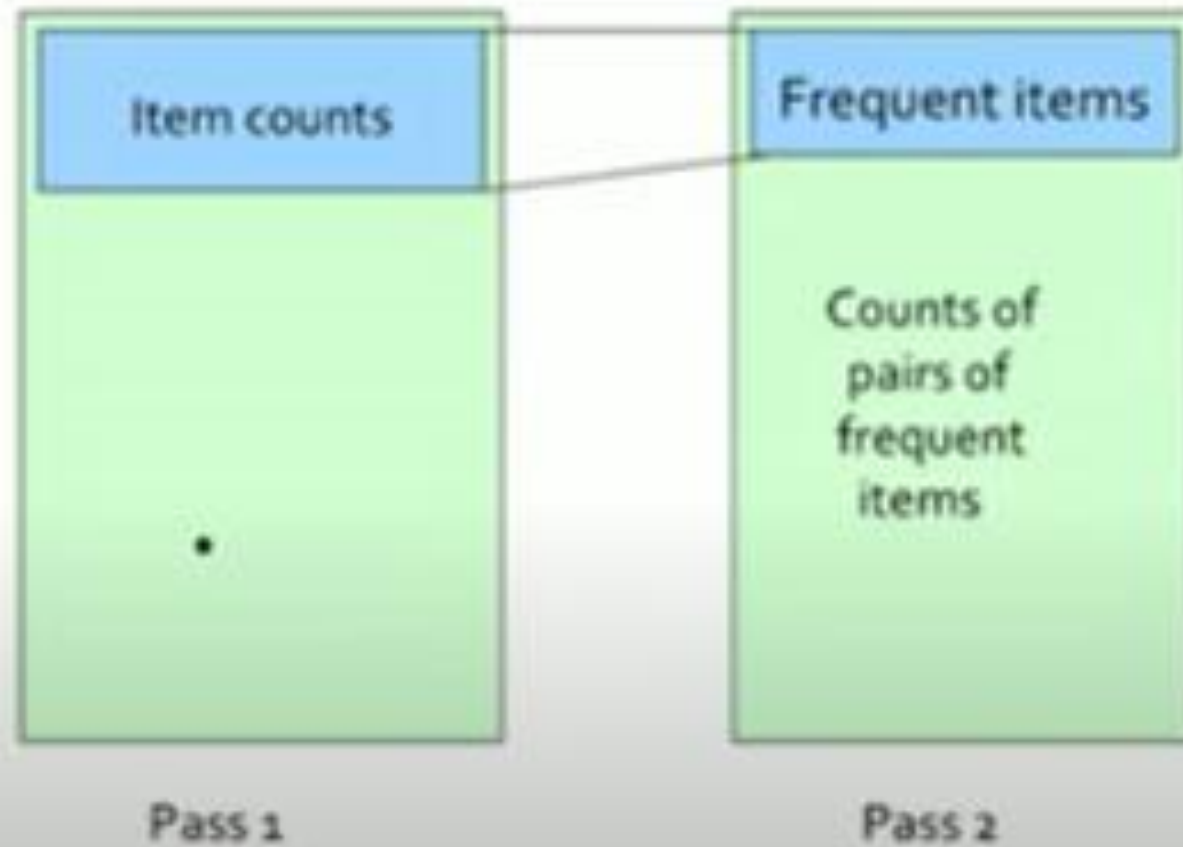 Item counts
Frequent items
Counts of
pairs of
frequent
items
Pass 1
Pass 2